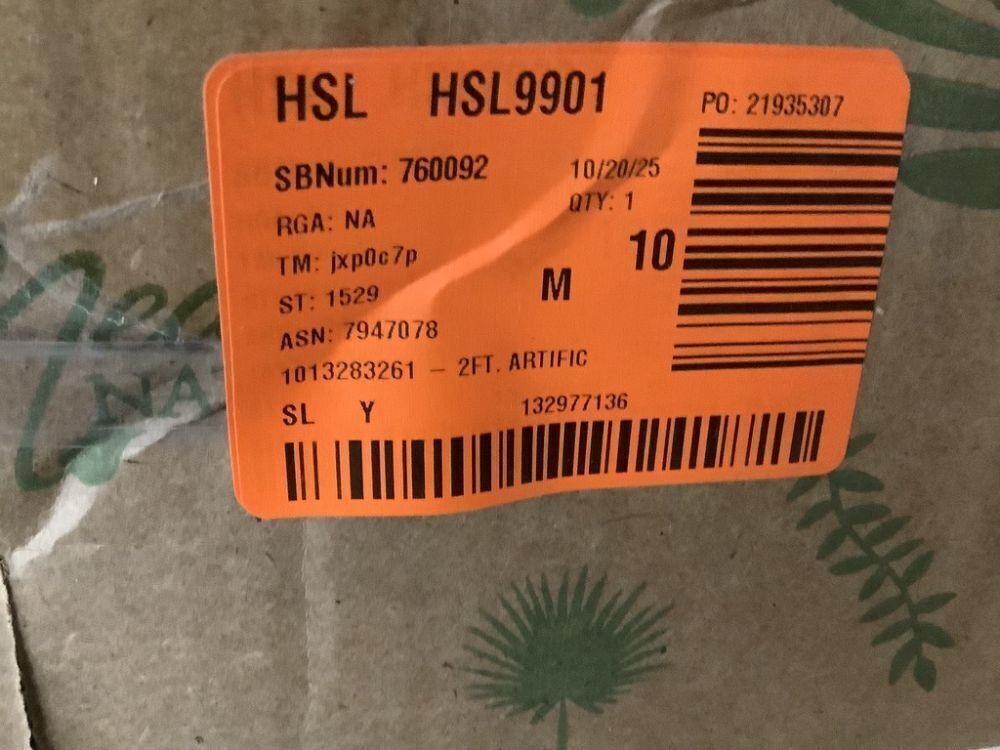 HSL HSL9901
PO: 21935307
SBNum: 760092 10/20/25
RGA: NA QTY: 1
TM: jxp0c7p 10
ST: 1529 M
ASN: 7947078
1013283261 – 2FT. ARTIFIC
SL Y 132977136
NA